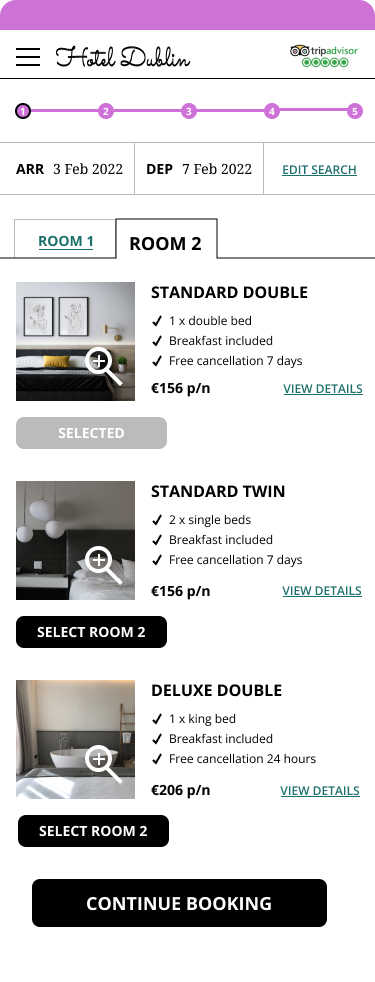 Hotel Dublin
tripadvisor
1 2 3 4 5
ARR 3 Feb 2022 DEP 7 Feb 2022 EDIT SEARCH
ROOM 1 ROOM 2
STANDARD DOUBLE
1 x double bed
Breakfast included
Free cancellation 7 days
€156 p/n VIEW DETAILS
SELECTED
STANDARD TWIN
2 x single beds
Breakfast included
Free cancellation 7 days
€156 p/n VIEW DETAILS
SELECT ROOM 2
DELUXE DOUBLE
1 x king bed
Breakfast included
Free cancellation 24 hours
€206 p/n VIEW DETAILS
SELECT ROOM 2
CONTINUE BOOKING